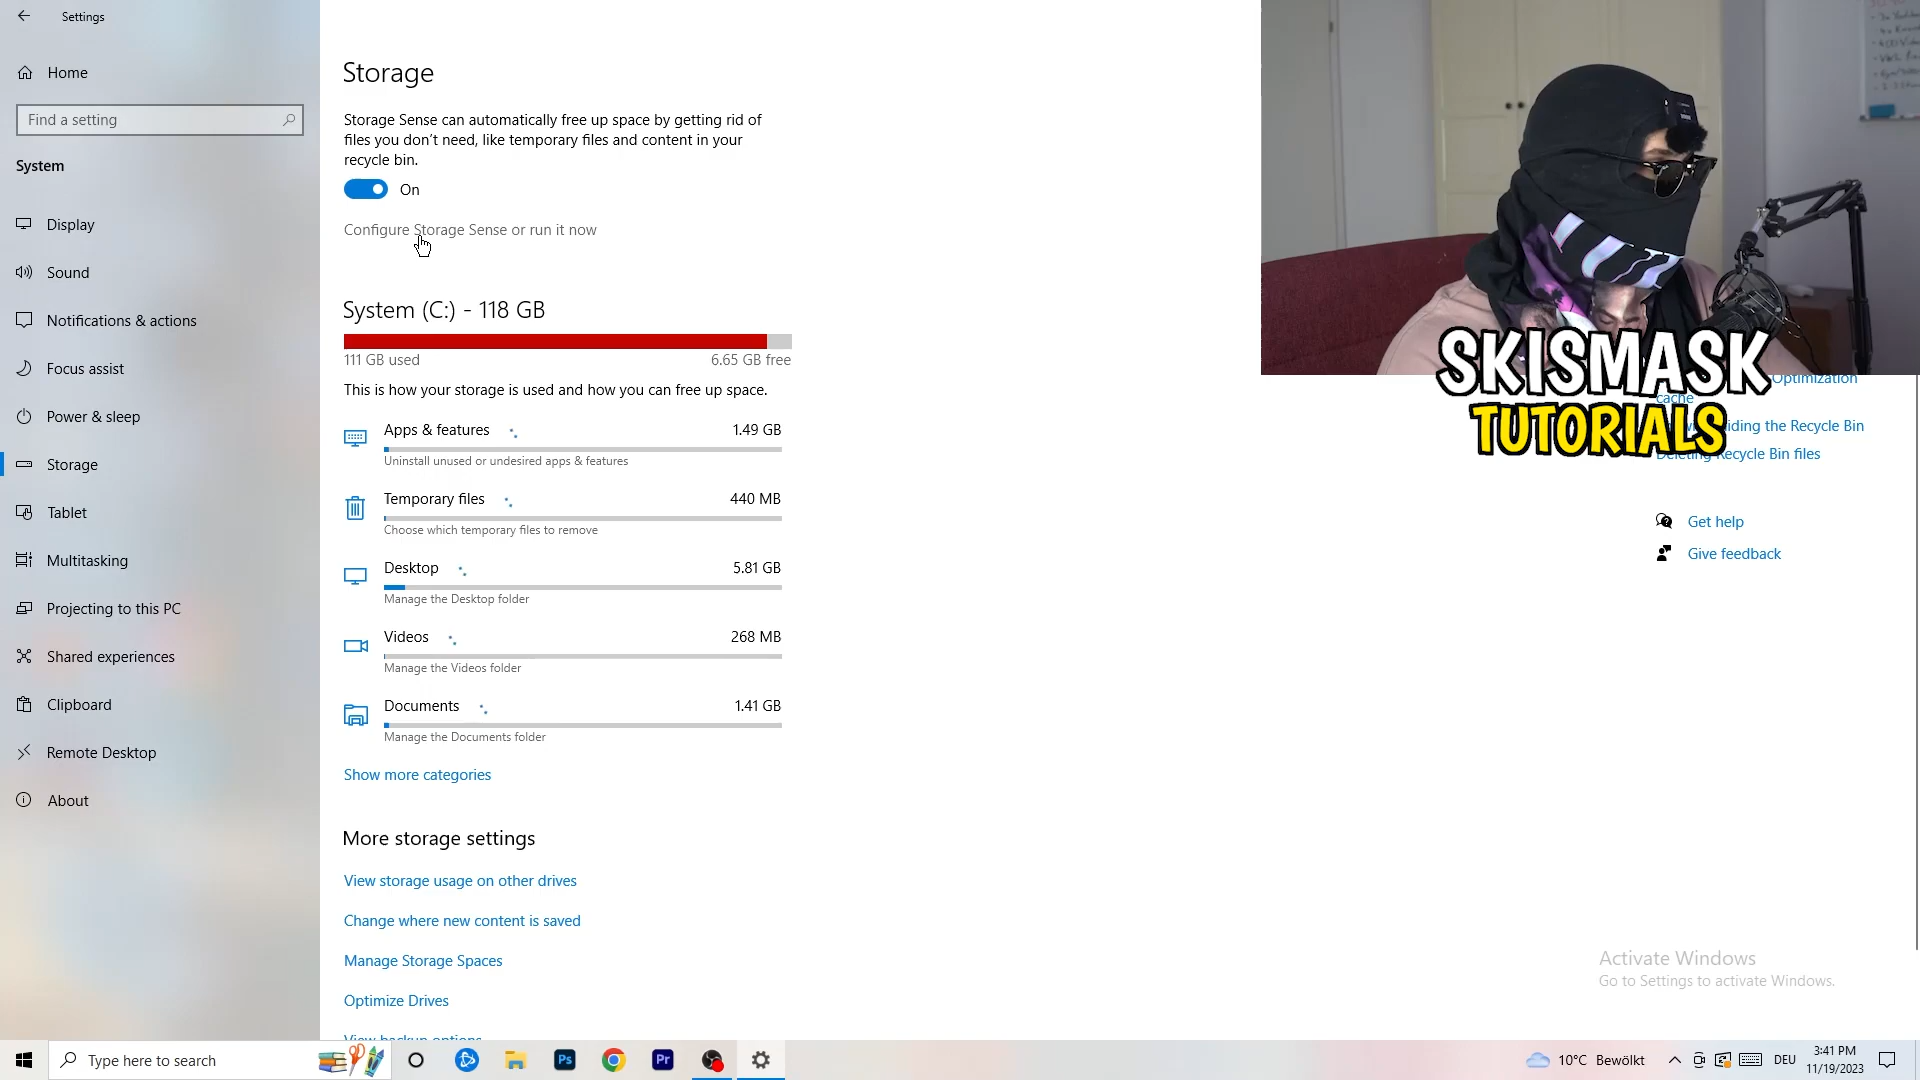 Settings
Home
Find a setting
System
Display
Sound
Notifications & actions
Focus assist
Power & sleep
Storage
Tablet
Multitasking
Projecting to this PC
Shared experiences
Clipboard
Remote Desktop
About
Storage
Storage Sense can automatically free up space by getting rid of
files you don't need, like temporary files and content in your
recycle bin.
On
Configure Storage Sense or run it now
System (C:) - 118 GB
111 GB used 6.65 GB free
This is how your storage is used and how you can free up space.
Apps & features 1.49 GB
Uninstall unused or undesired apps & features
Temporary files 440 MB
Choose which temporary files to remove
Desktop 5.81 GB
Manage the Desktop folder
Videos 268 MB
Manage the Videos folder
Documents 1.41 GB
Manage the Documents folder
Show more categories
More storage settings
View storage usage on other drives
Change where new content is saved
Manage Storage Spaces
Optimize Drives
View backup options
SKISMASK
TUTORIALS
Optimization
cache
the Recycle Bin
Recycle Bin files
Get help
Give feedback
Activate Windows
Go to Settings to activate Windows.
Type here to search
Ps
Pr
10°C Bewölkt
DEU
3:41 PM
11/19/2023